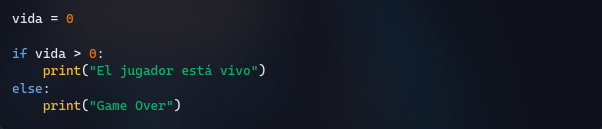 vida = 0

if vida > 0:
    print("El jugador está vivo")
else:
    print("Game Over")